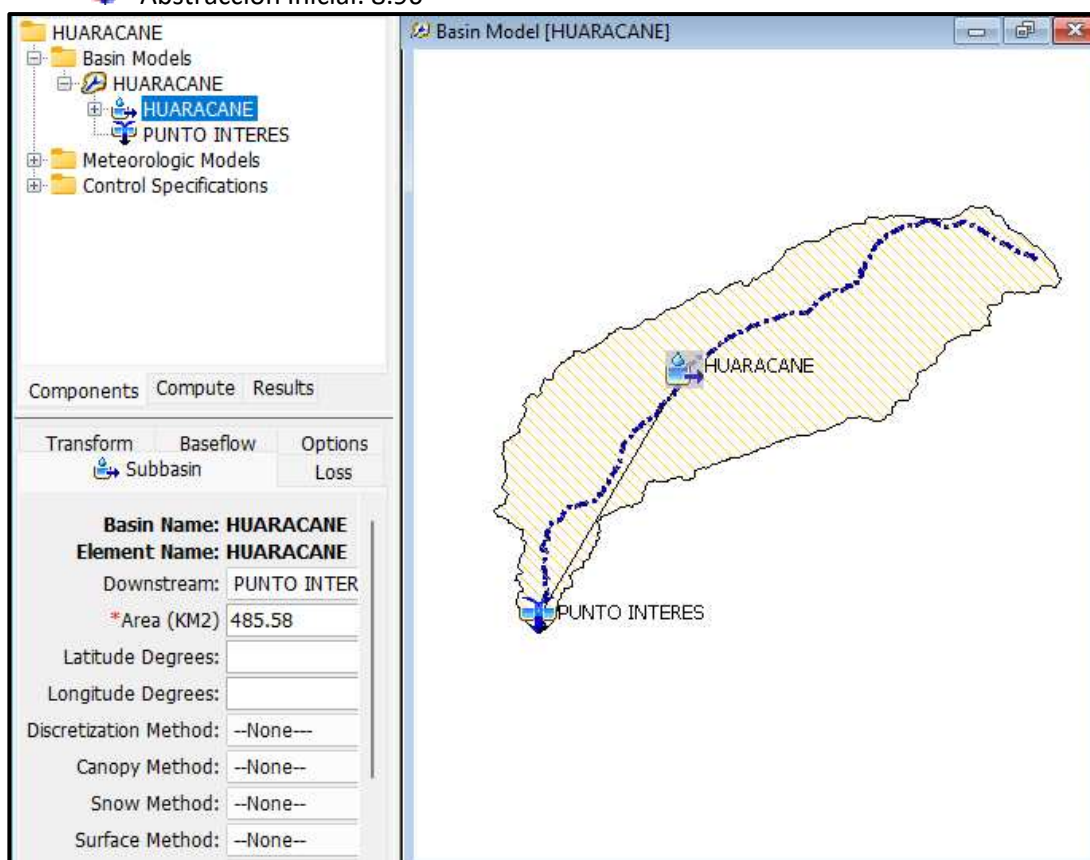 Abstracción inicial: 8.96
HUARACANE
Basin Models
HUARACANE
HUARACANE
PUNTO INTERES
Meteorologic Models
Control Specifications
Components Compute Results
Transform Baseflow Options
Subbasin Loss
Basin Name: HUARACANE
Element Name: HUARACANE
Downstream: PUNTO INTER
*Area (KM2) 485.58
Latitude Degrees:
Longitude Degrees:
Discretization Method: --None---
Canopy Method: --None--
Snow Method: --None--
Surface Method: --None--
Basin Model [HUARACANE]
HUARACANE
PUNTO INTERES